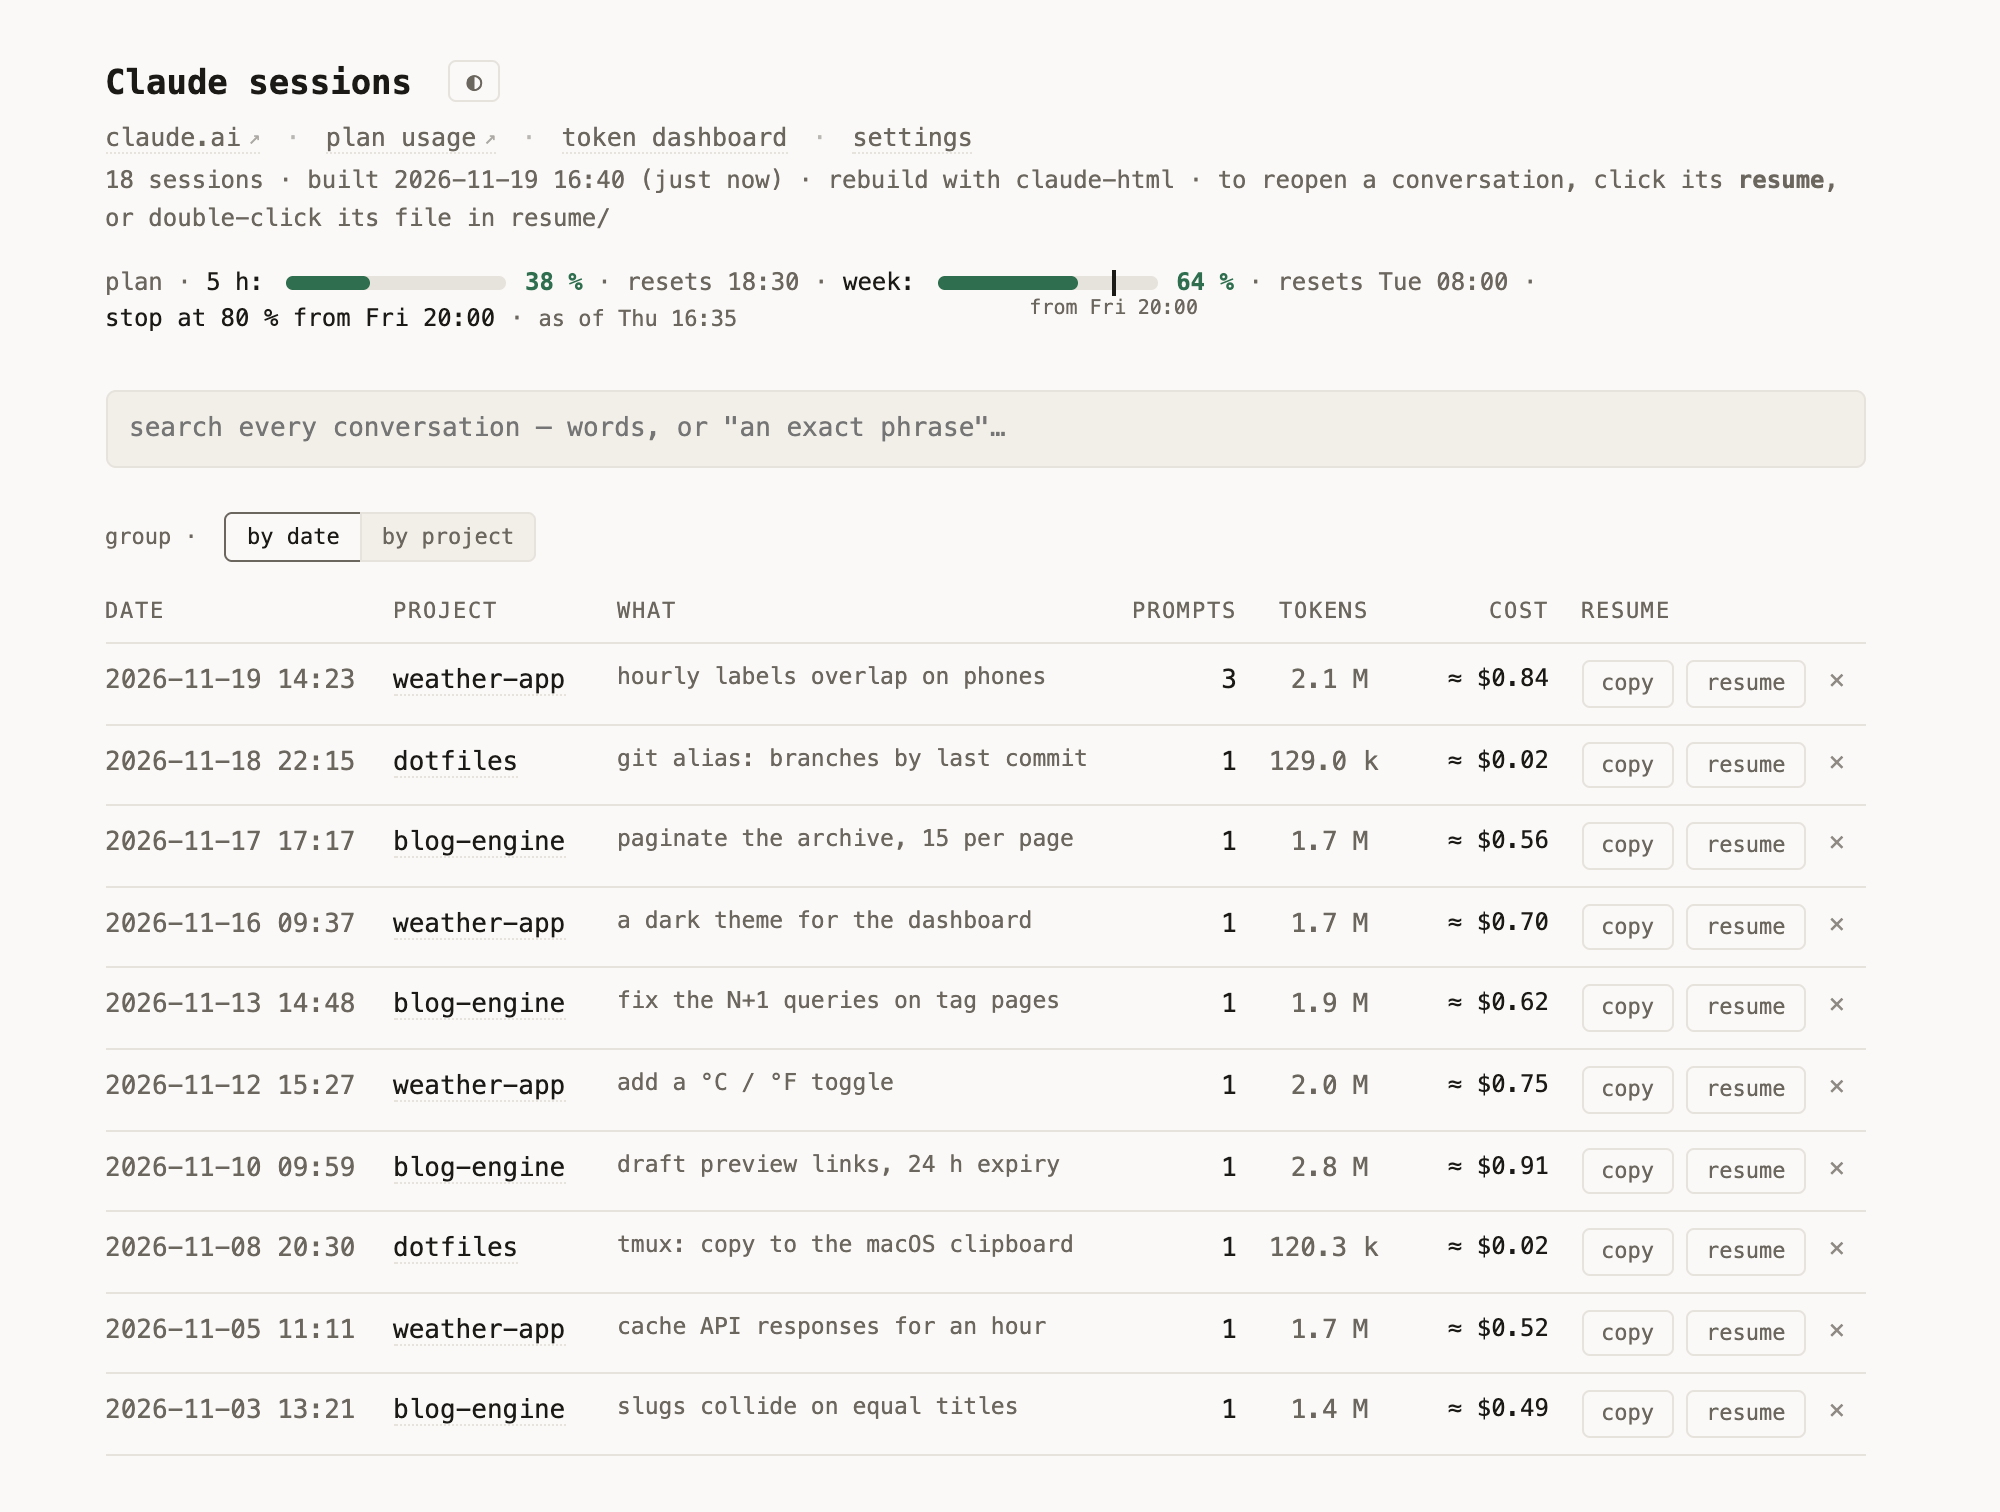 Claude sessions ◐
claude.ai ↗ · plan usage ↗ · token dashboard · settings
18 sessions · built 2026-11-19 16:40 (just now) · rebuild with claude-html · to reopen a conversation, click its resume,
or double-click its file in resume/
plan · 5 h: 38 % · resets 18:30 · week: 64 % · resets Tue 08:00 ·
from Fri 20:00
stop at 80 % from Fri 20:00 · as of Thu 16:35
search every conversation — words, or "an exact phrase"…
group · by date by project
DATE PROJECT WHAT PROMPTS TOKENS COST RESUME
2026-11-19 14:23 weather-app hourly labels overlap on phones 3 2.1 M ≈ $0.84 copy resume ×
2026-11-18 22:15 dotfiles git alias: branches by last commit 1 129.0 k ≈ $0.02 copy resume ×
2026-11-17 17:17 blog-engine paginate the archive, 15 per page 1 1.7 M ≈ $0.56 copy resume ×
2026-11-16 09:37 weather-app a dark theme for the dashboard 1 1.7 M ≈ $0.70 copy resume ×
2026-11-13 14:48 blog-engine fix the N+1 queries on tag pages 1 1.9 M ≈ $0.62 copy resume ×
2026-11-12 15:27 weather-app add a °C / °F toggle 1 2.0 M ≈ $0.75 copy resume ×
2026-11-10 09:59 blog-engine draft preview links, 24 h expiry 1 2.8 M ≈ $0.91 copy resume ×
2026-11-08 20:30 dotfiles tmux: copy to the macOS clipboard 1 120.3 k ≈ $0.02 copy resume ×
2026-11-05 11:11 weather-app cache API responses for an hour 1 1.7 M ≈ $0.52 copy resume ×
2026-11-03 13:21 blog-engine slugs collide on equal titles 1 1.4 M ≈ $0.49 copy resume ×